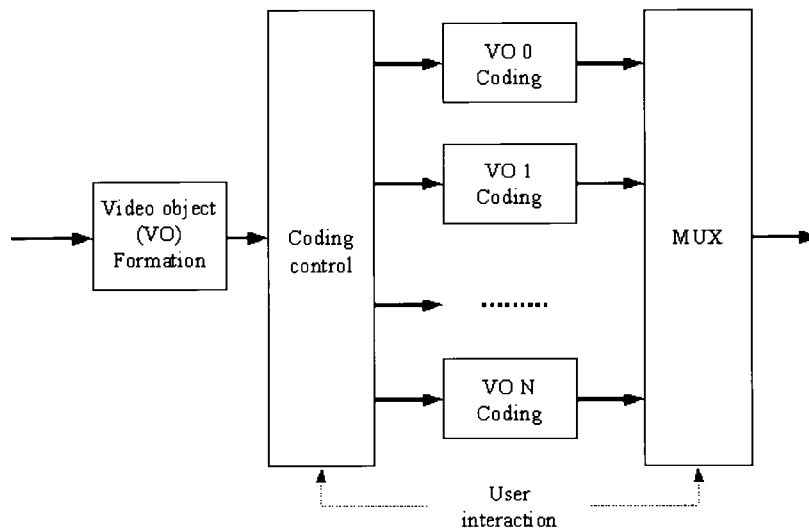 Video object
(VO)
Formation
Coding
control
VO 0
Coding
VO 1
Coding
VO N
Coding
MUX
User
interaction